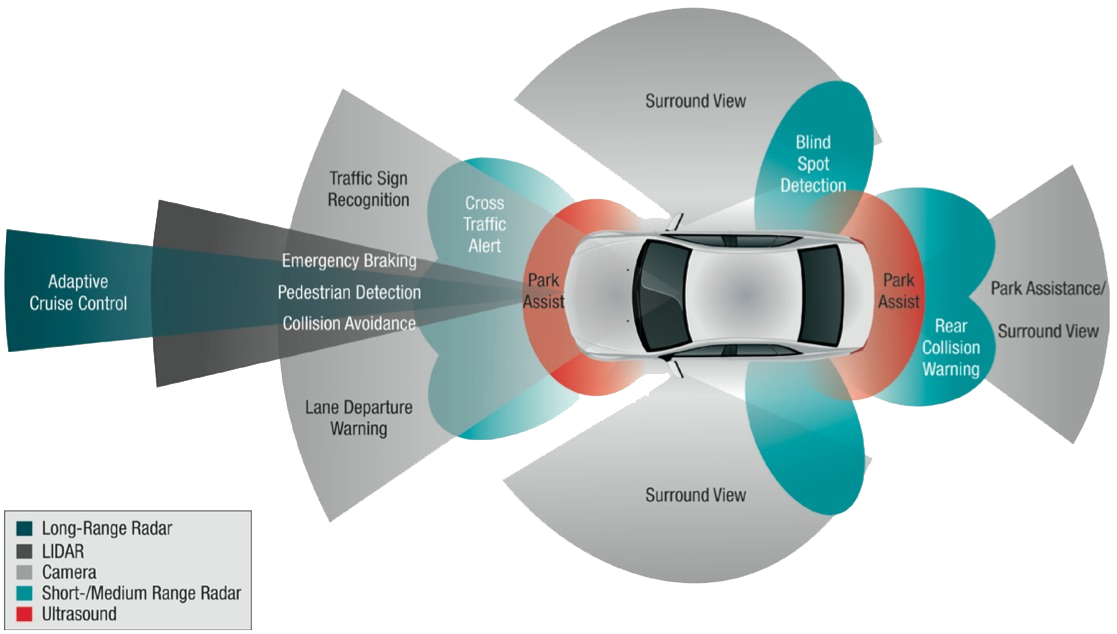 Surround View
Blind
Spot
Detection
Traffic Sign
Recognition
Cross
Traffic
Alert
Emergency Braking
Adaptive
Cruise Control
Pedestrian Detection
Park
Assist
Park
Assist
Park Assistance/
Surround View
Collision Avoidance
Rear
Collision
Warning
Lane Departure
Warning
Surround View
Long-Range Radar
LIDAR
Camera
Short-/Medium Range Radar
Ultrasound